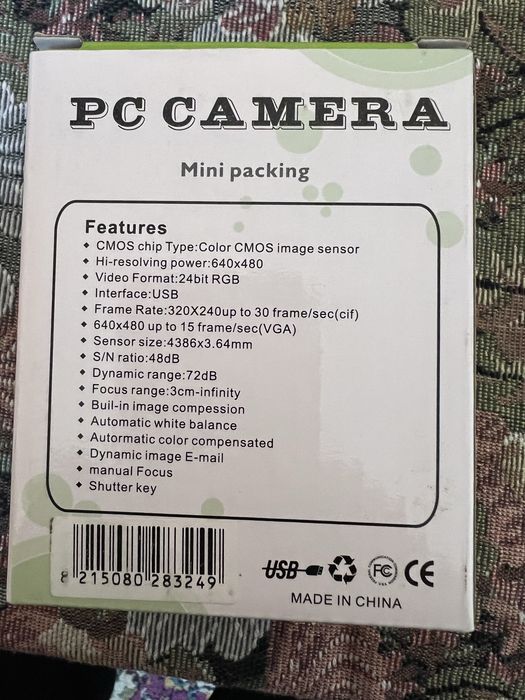 PC CAMERA
Mini packing
Features
◆ CMOS chip Type:Color CMOS image sensor
◆ Hi-resolving power:640x480
◆ Video Format:24bit RGB
◆ Interface:USB
◆ Frame Rate:320X240up to 30 frame/sec(cif)
◆ 640x480 up to 15 frame/sec(VGA)
◆ Sensor size:4386x3.64mm
◆ S/N ratio:48dB
◆ Dynamic range:72dB
◆ Focus range:3cm-infinity
◆ Buil-in image compession
◆ Automatic white balance
◆ Autormatic color compensated
◆ Dynamic image E-mail
◆ manual Focus
◆ Shutter key
8 215080 283249
USB FC CE
MADE IN CHINA